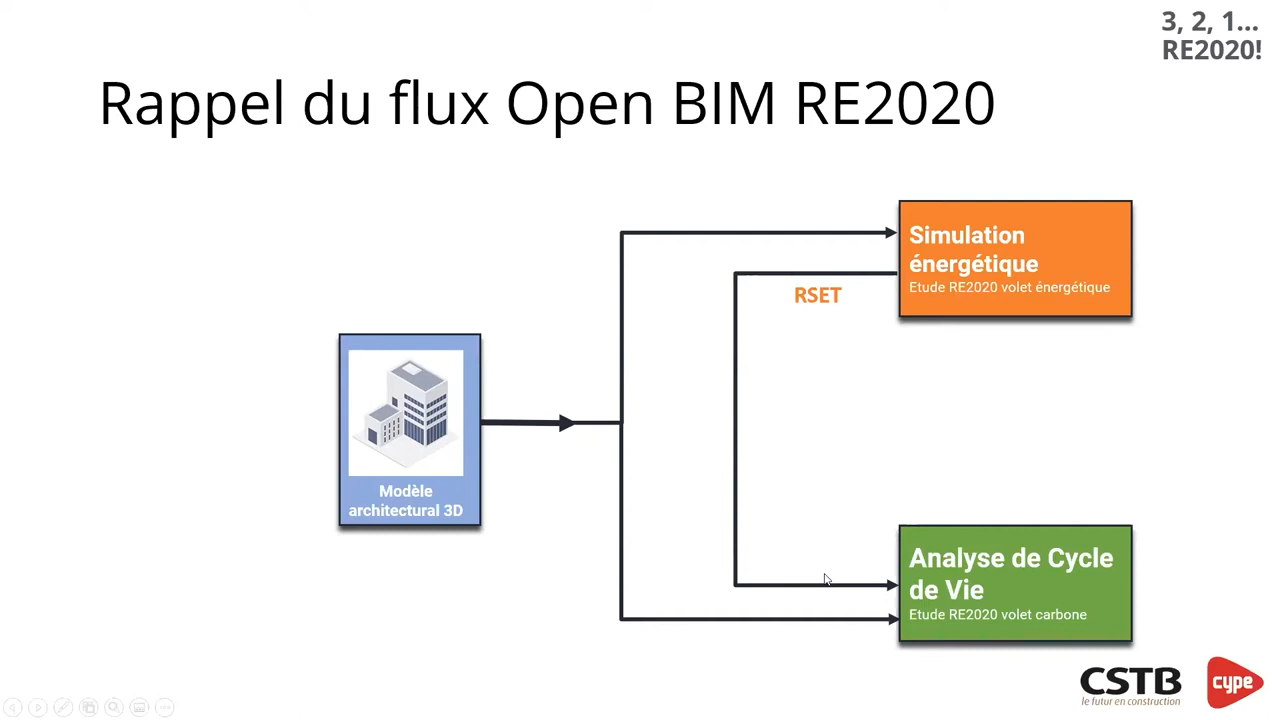 3, 2, 1...
RE2020!
Rappel du flux Open BIM RE2020
Simulation
énergétique
Etude RE2020 volet énergétique
RSET
Modèle
architectural 3D
Analyse de Cycle
de Vie
Etude RE2020 volet carbone
CSTB
le futur en construction
cype